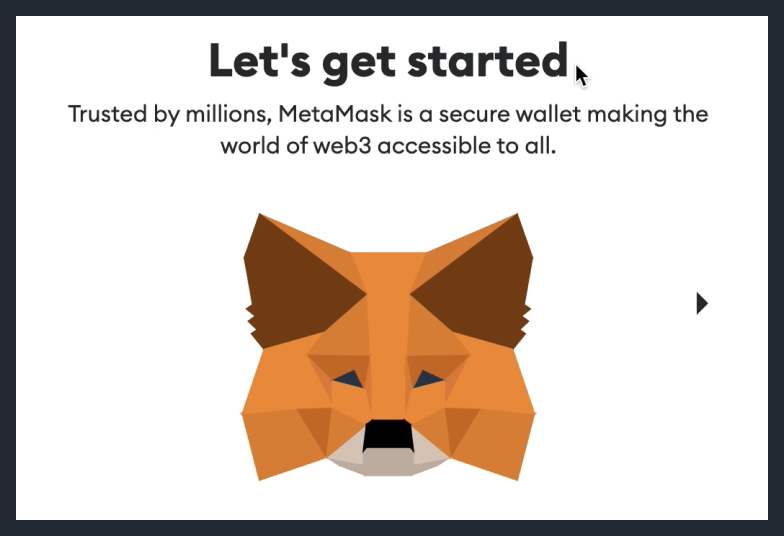 Let's get started
Trusted by millions, MetaMask is a secure wallet making the
world of web3 accessible to all.